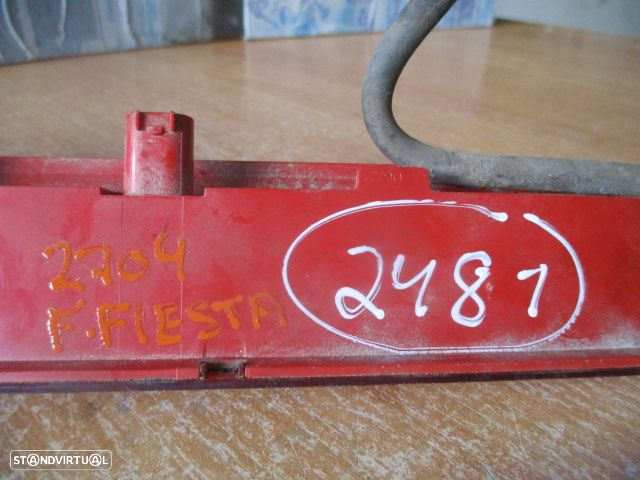 2704
F.FIESTA
2481
STANDVIRTUAL